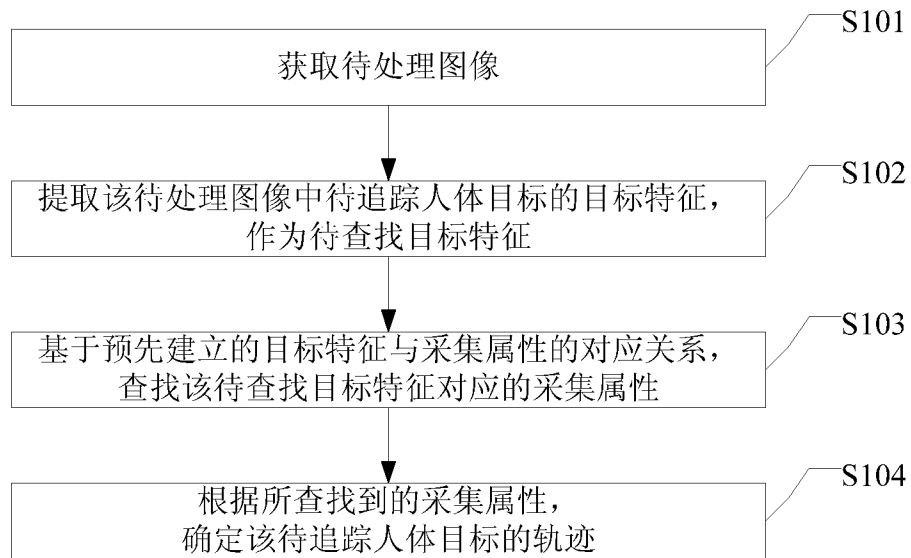 S101
获取待处理图像
S102
提取该待处理图像中待追踪人体目标的目标特征，
作为待查找目标特征
S103
基于预先建立的目标特征与采集属性的对应关系，
查找该待查找目标特征对应的采集属性
S104
根据所查找到的采集属性，
确定该待追踪人体目标的轨迹